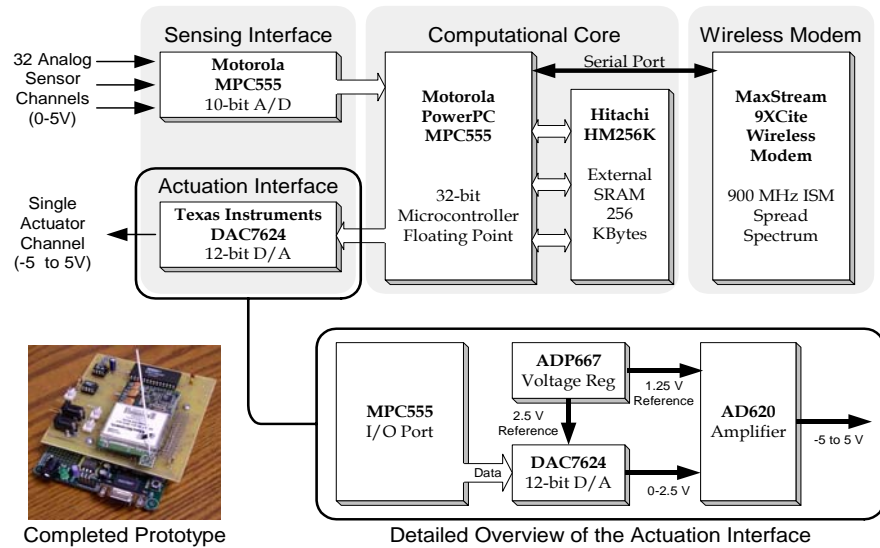 Sensing Interface
Computational Core
Wireless Modem
32 Analog
Sensor
Channels
(0-5V)
Motorola
MPC555
10-bit A/D
Motorola
PowerPC
MPC555
32-bit
Microcontroller
Floating Point
Serial Port
Hitachi
HM256K
External
SRAM
256
KBytes
MaxStream
9XCite
Wireless
Modem
900 MHz ISM
Spread
Spectrum
Actuation Interface
Single
Actuator
Channel
(-5 to 5V)
Texas Instruments
DAC7624
12-bit D/A
MPC555
I/O Port
ADP667
Voltage Reg
1.25 V
Reference
2.5 V
Reference
AD620
Amplifier
-5 to 5 V
Data
DAC7624
12-bit D/A
0-2.5 V
Completed Prototype
Detailed Overview of the Actuation Interface